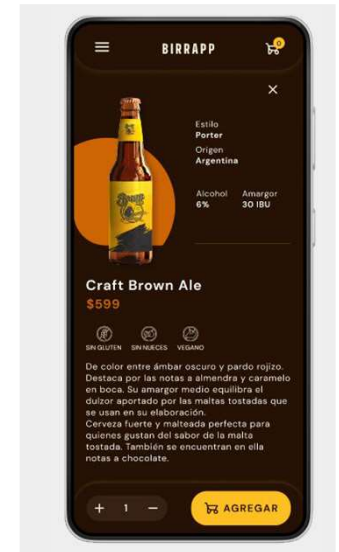 BIRRAPP
0
Estilo
Porter
Origen
Argentina
Alcohol Amargor
6% 30 IBU
Craft Brown Ale
$599
SIN GLUTEN SIN NUECES VEGANO
De color entre ámbar oscuro y pardo rojizo.
Destaca por las notas a almendra y caramelo
en boca. Su amargor medio equilibra el
dulzor aportado por las maltas tostadas que
se usan en su elaboración.
Cerveza fuerte y malteada perfecta para
quienes gustan del sabor de la malta
tostada. También se encuentran en ella
notas a chocolate.
+ 1 −
AGREGAR